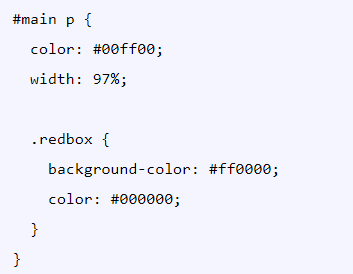 #main p {
  color: #00ff00;
  width: 97%;

  .redbox {
    background-color: #ff0000;
    color: #000000;
  }
}